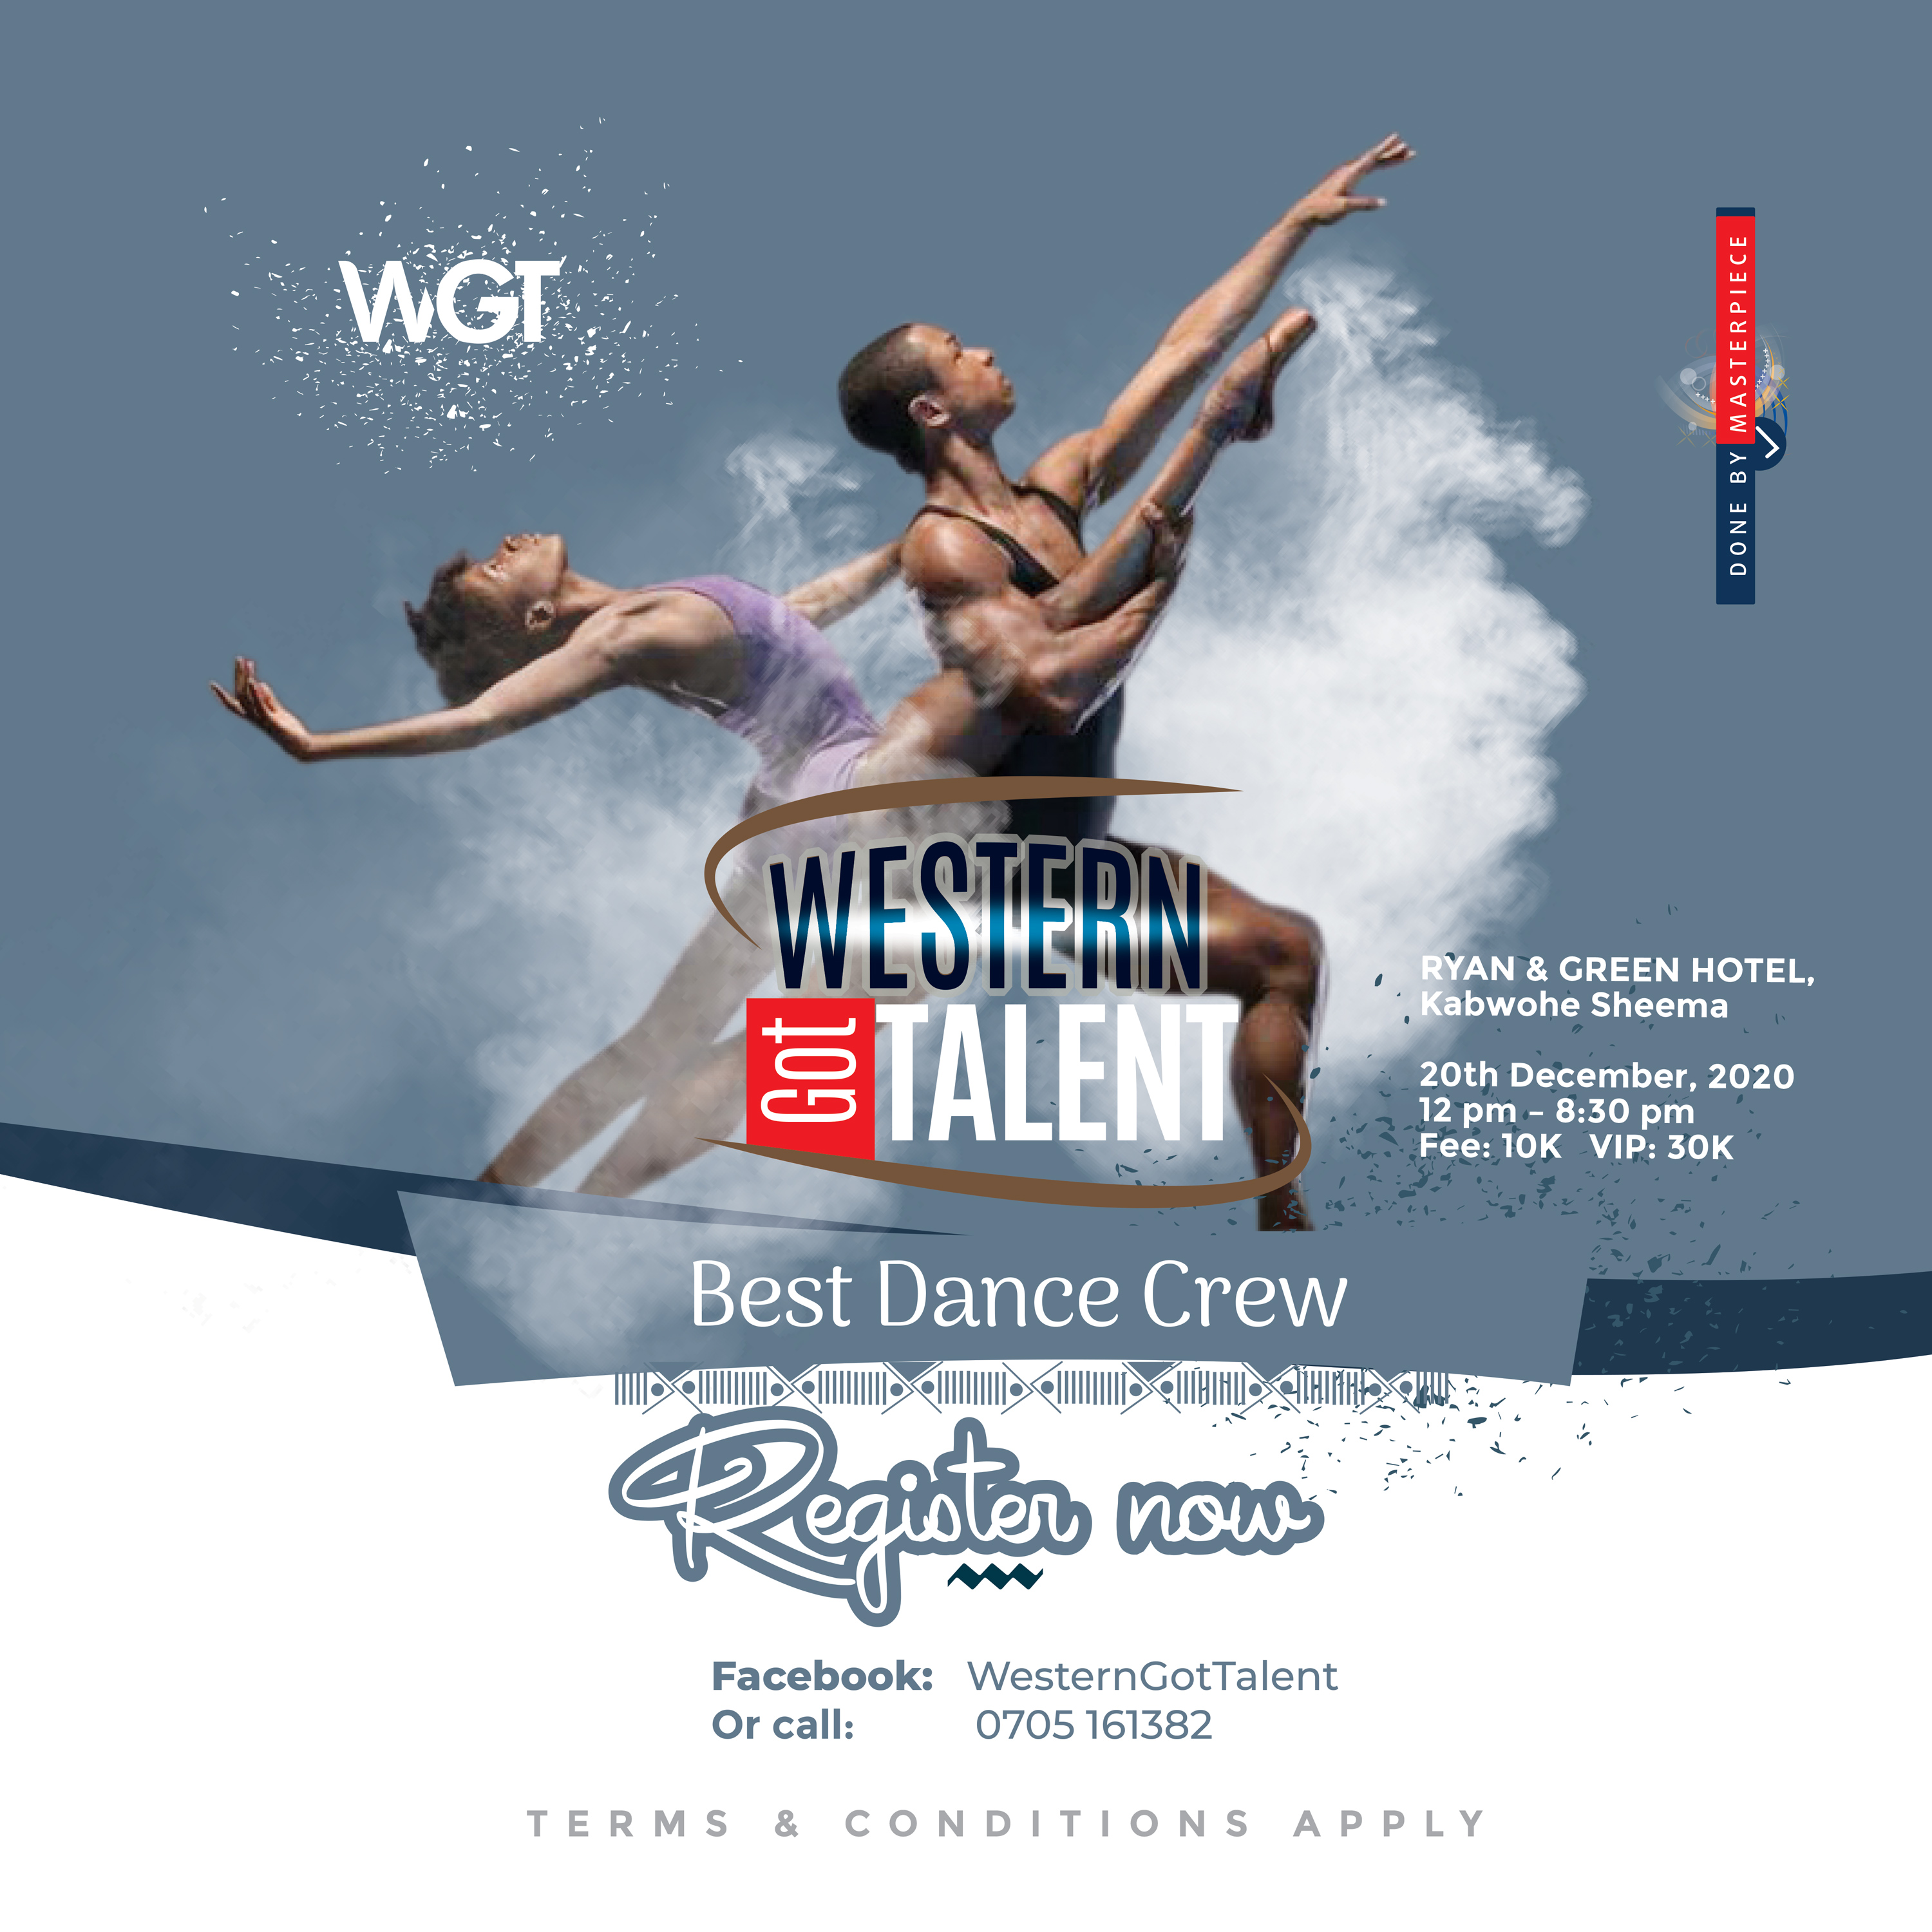 WGT
DONE BY MASTERPIECE
WESTERN
Got TALENT
RYAN & GREEN HOTEL,
Kabwohe Sheema
20th December, 2020
12 pm – 8:30 pm
Fee: 10K VIP: 30K
Best Dance Crew
Register now
Facebook: WesternGotTalent
Or call: 0705 161382
TERMS & CONDITIONS APPLY